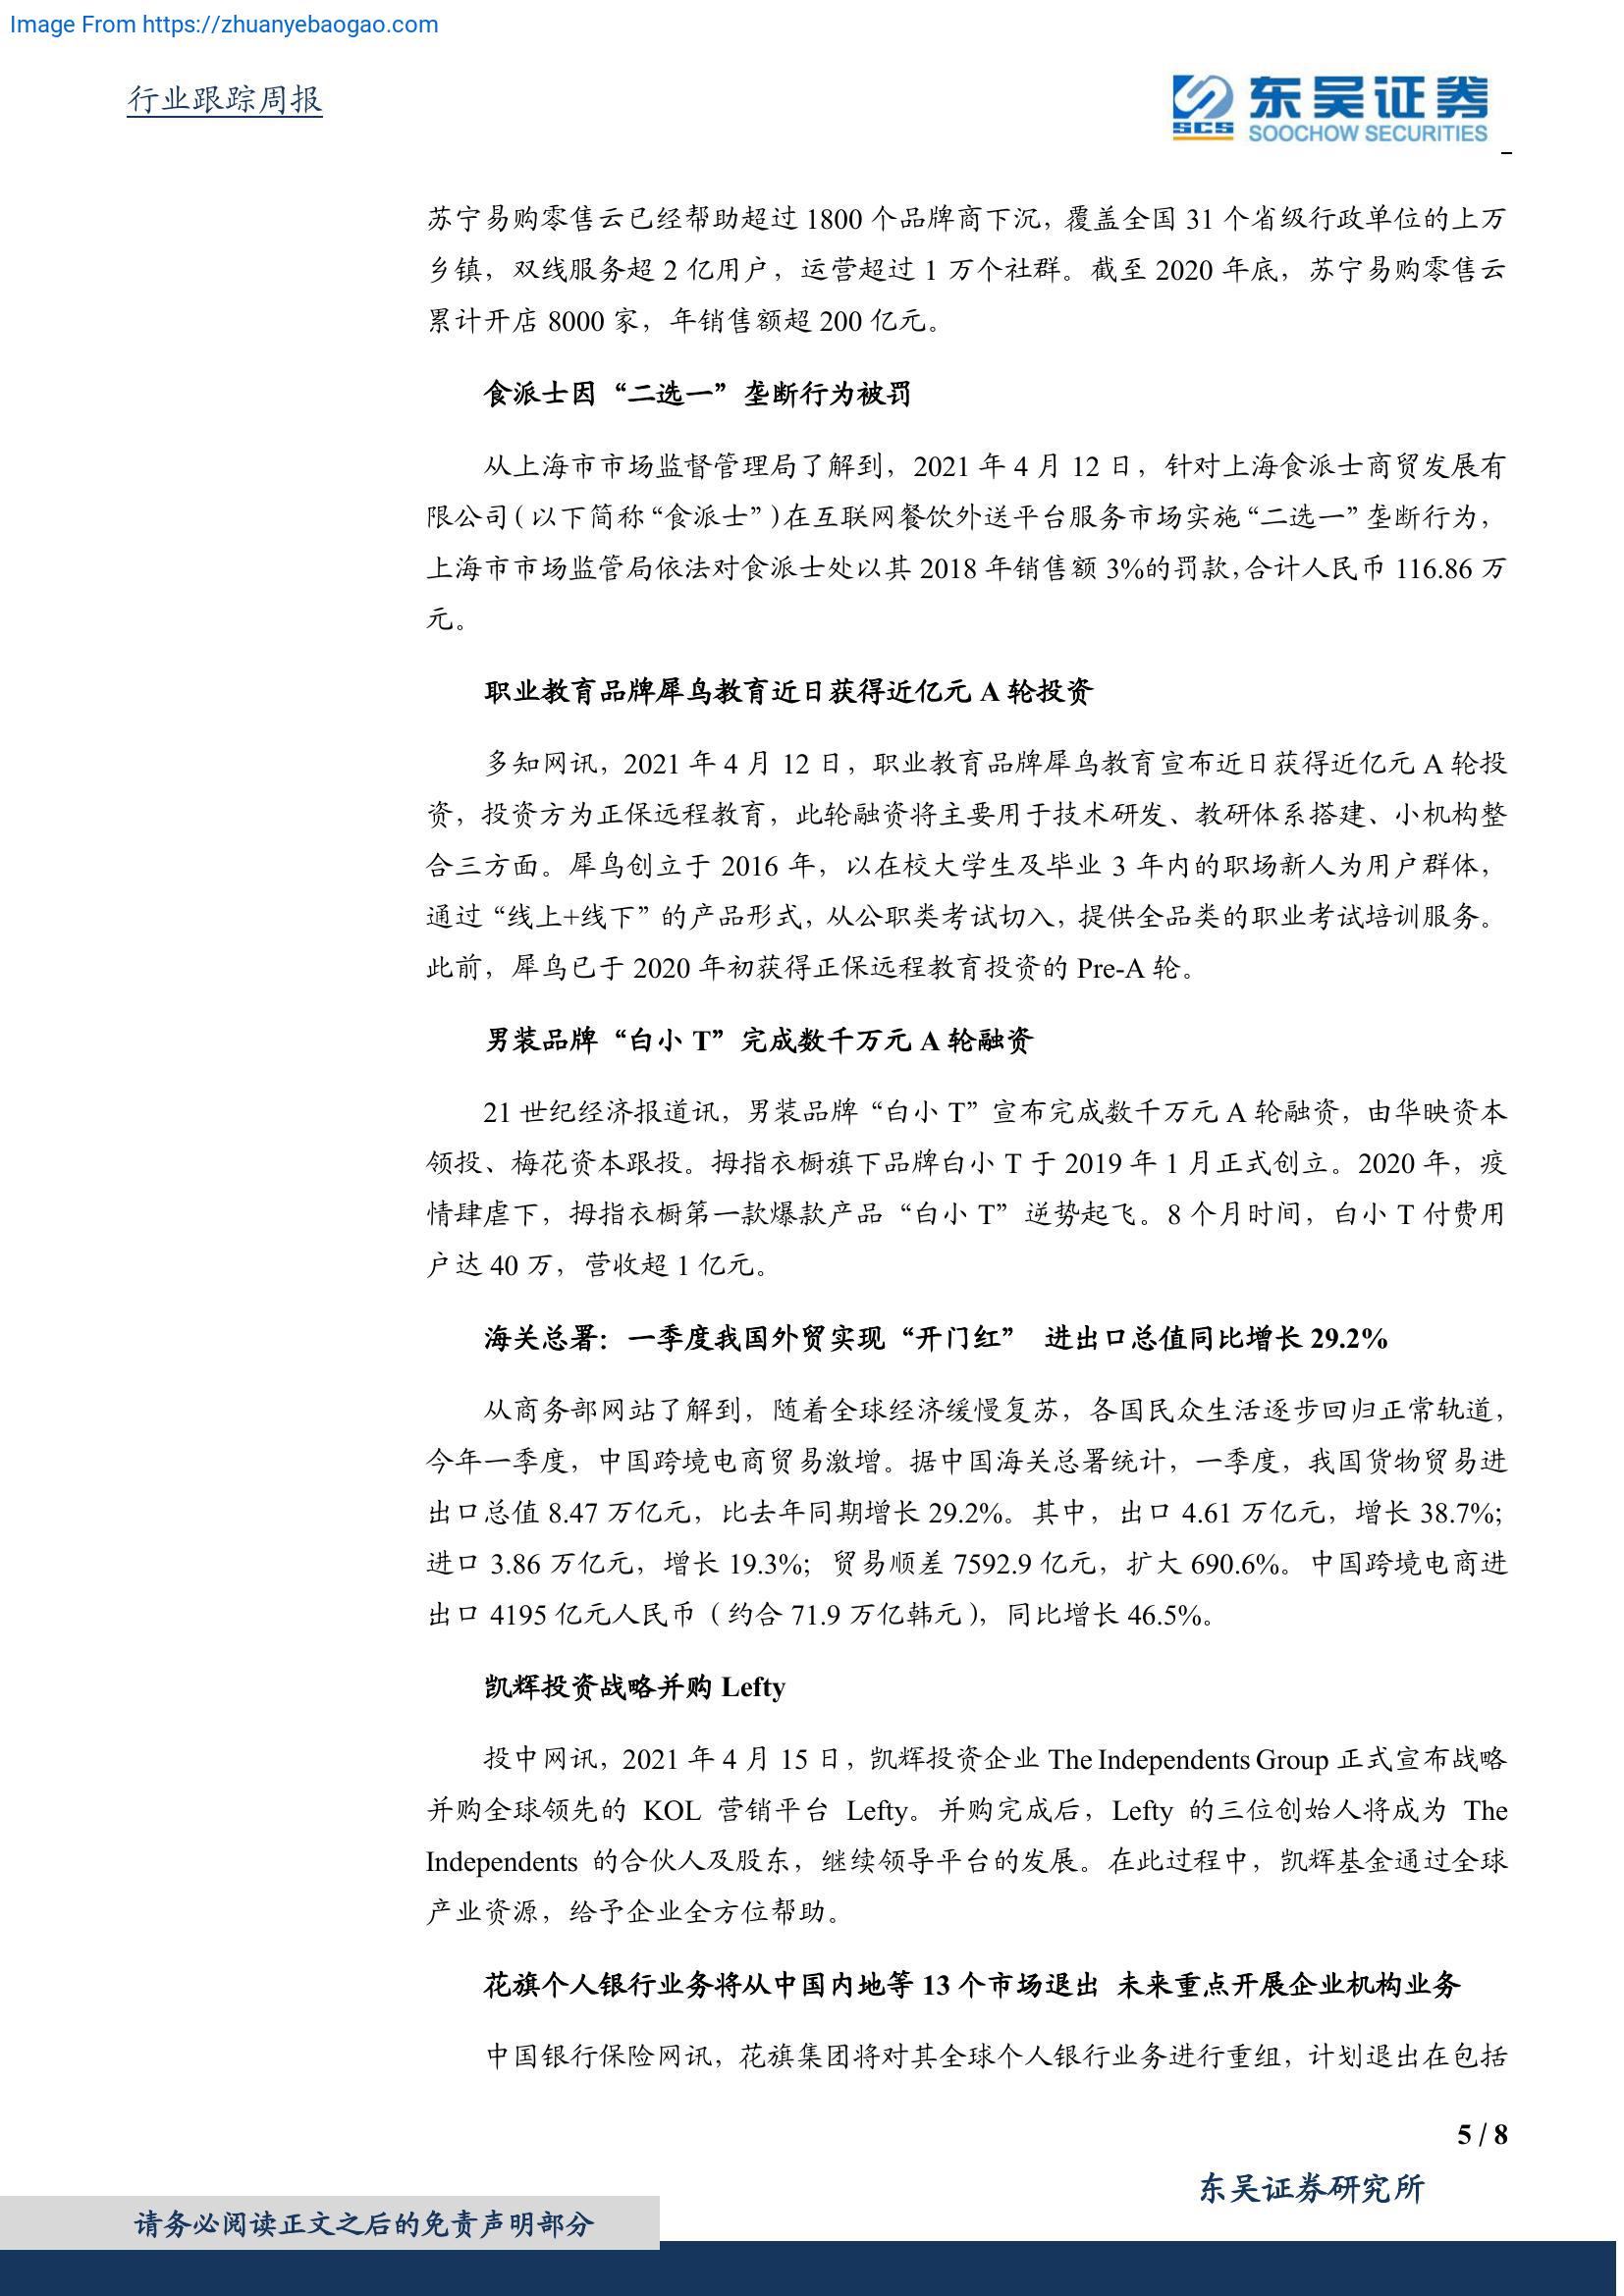 Image From https://zhuanyebaogao.com
行业跟踪周报
SCS
东吴证券
SOOCHOW SECURITIES
苏宁易购零售云已经帮助超过 1800 个品牌商下沉，覆盖全国 31 个省级行政单位的上万
乡镇，双线服务超 2 亿用户，运营超过 1 万个社群。截至 2020 年底，苏宁易购零售云
累计开店 8000 家，年销售额超 200 亿元。
食派士因“二选一”垄断行为被罚
从上海市市场监督管理局了解到，2021 年 4 月 12 日，针对上海食派士商贸发展有
限公司（以下简称“食派士”）在互联网餐饮外送平台服务市场实施“二选一”垄断行为，
上海市市场监管局依法对食派士处以其 2018 年销售额 3%的罚款，合计人民币 116.86 万
元。
职业教育品牌犀鸟教育近日获得近亿元 A 轮投资
多知网讯，2021 年 4 月 12 日，职业教育品牌犀鸟教育宣布近日获得近亿元 A 轮投
资，投资方为正保远程教育，此轮融资将主要用于技术研发、教研体系搭建、小机构整
合三方面。犀鸟创立于 2016 年，以在校大学生及毕业 3 年内的职场新人为用户群体，
通过“线上+线下”的产品形式，从公职类考试切入，提供全品类的职业考试培训服务。
此前，犀鸟已于 2020 年初获得正保远程教育投资的 Pre-A 轮。
男装品牌“白小 T”完成数千万元 A 轮融资
21 世纪经济报道讯，男装品牌“白小 T”宣布完成数千万元 A 轮融资，由华映资本
领投、梅花资本跟投。拇指衣橱旗下品牌白小 T 于 2019 年 1 月正式创立。2020 年，疫
情肆虐下，拇指衣橱第一款爆款产品“白小 T”逆势起飞。8 个月时间，白小 T 付费用
户达 40 万，营收超 1 亿元。
海关总署：一季度我国外贸实现“开门红” 进出口总值同比增长 29.2%
从商务部网站了解到，随着全球经济缓慢复苏，各国民众生活逐步回归正常轨道，
今年一季度，中国跨境电商贸易激增。据中国海关总署统计，一季度，我国货物贸易进
出口总值 8.47 万亿元，比去年同期增长 29.2%。其中，出口 4.61 万亿元，增长 38.7%；
进口 3.86 万亿元，增长 19.3%；贸易顺差 7592.9 亿元，扩大 690.6%。中国跨境电商进
出口 4195 亿元人民币（约合 71.9 万亿韩元），同比增长 46.5%。
凯辉投资战略并购 Lefty
投中网讯，2021 年 4 月 15 日，凯辉投资企业 The Independents Group 正式宣布战略
并购全球领先的 KOL 营销平台 Lefty。并购完成后，Lefty 的三位创始人将成为 The
Independents 的合伙人及股东，继续领导平台的发展。在此过程中，凯辉基金通过全球
产业资源，给予企业全方位帮助。
花旗个人银行业务将从中国内地等 13 个市场退出 未来重点开展企业机构业务
中国银行保险网讯，花旗集团将对其全球个人银行业务进行重组，计划退出在包括
5 / 8
东吴证券研究所
请务必阅读正文之后的免责声明部分